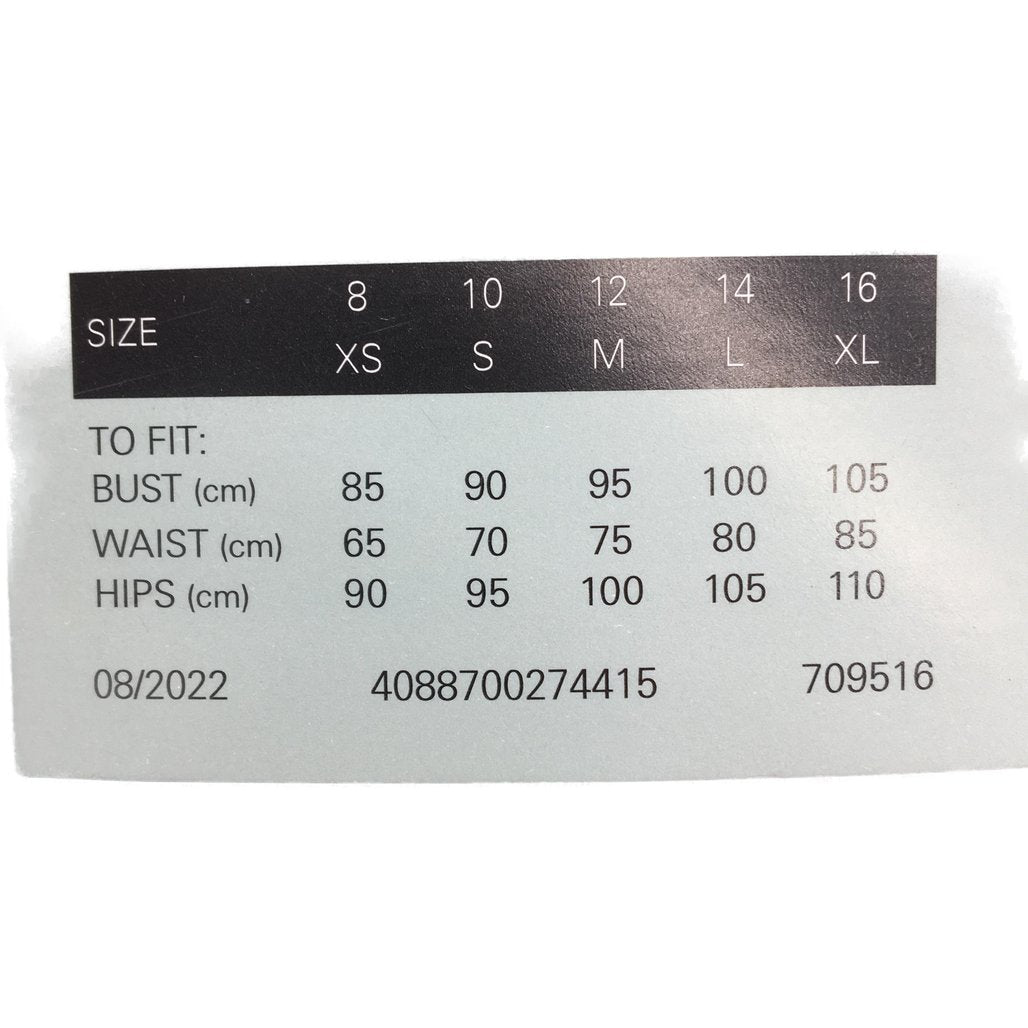 8 10 12 14 16
SIZE
XS S M L XL
TO FIT:
BUST (cm) 85 90 95 100 105
WAIST (cm) 65 70 75 80 85
HIPS (cm) 90 95 100 105 110
08/2022 4088700274415 709516